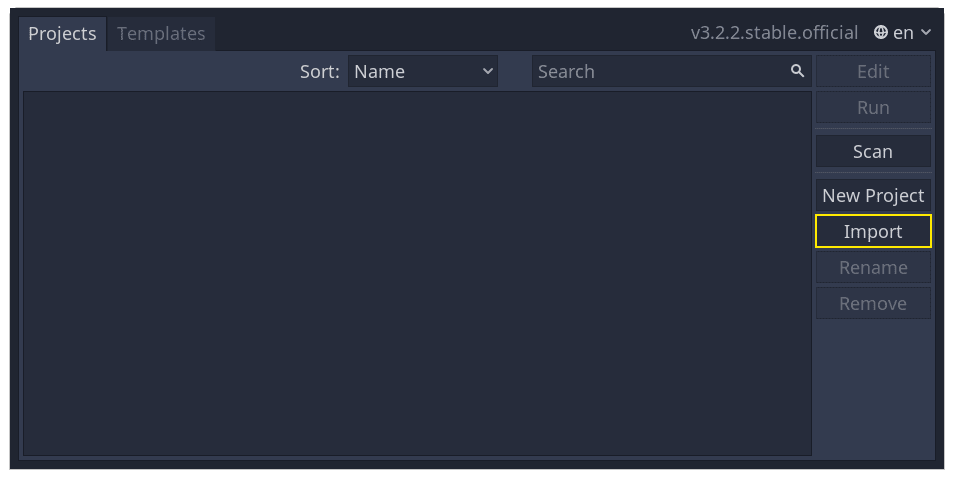 Projects Templates v3.2.2.stable.official en
Sort: Name Search Edit
Run
Scan
New Project
Import
Rename
Remove